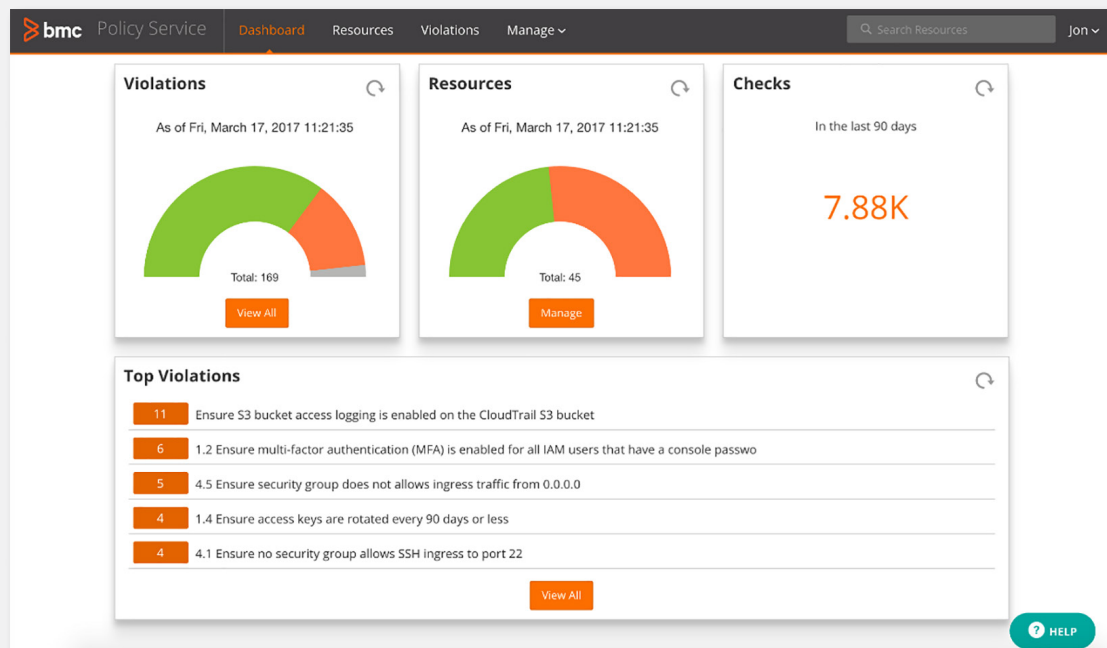 bmc Policy Service Dashboard Resources Violations Manage Search Resources Jon
Violations
As of Fri, March 17, 2017 11:21:35
Total: 169
View All
Resources
As of Fri, March 17, 2017 11:21:35
Total: 45
Manage
Checks
In the last 90 days
7.88K
Top Violations
11 Ensure S3 bucket access logging is enabled on the CloudTrail S3 bucket
6 1.2 Ensure multi-factor authentication (MFA) is enabled for all IAM users that have a console passwo
5 4.5 Ensure security group does not allows ingress traffic from 0.0.0.0
4 1.4 Ensure access keys are rotated every 90 days or less
4 4.1 Ensure no security group allows SSH ingress to port 22
View All
? HELP